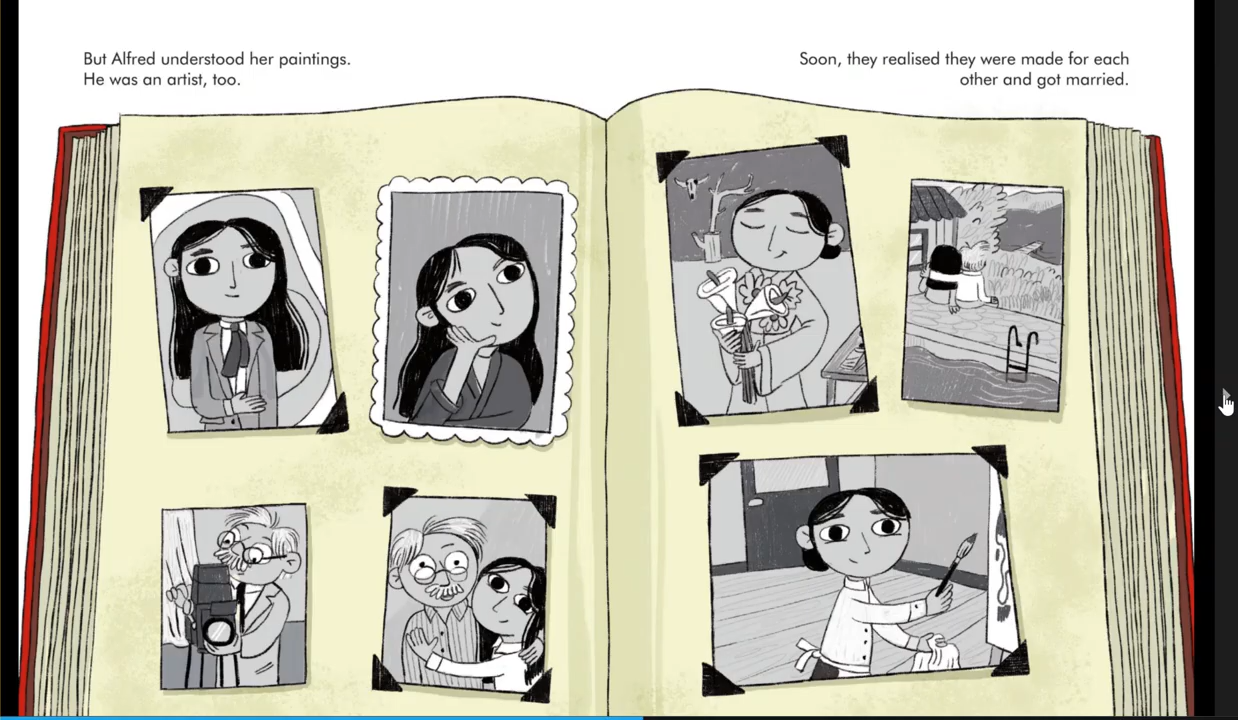 But Alfred understood her paintings.
He was an artist, too.
Soon, they realised they were made for each
other and got married.